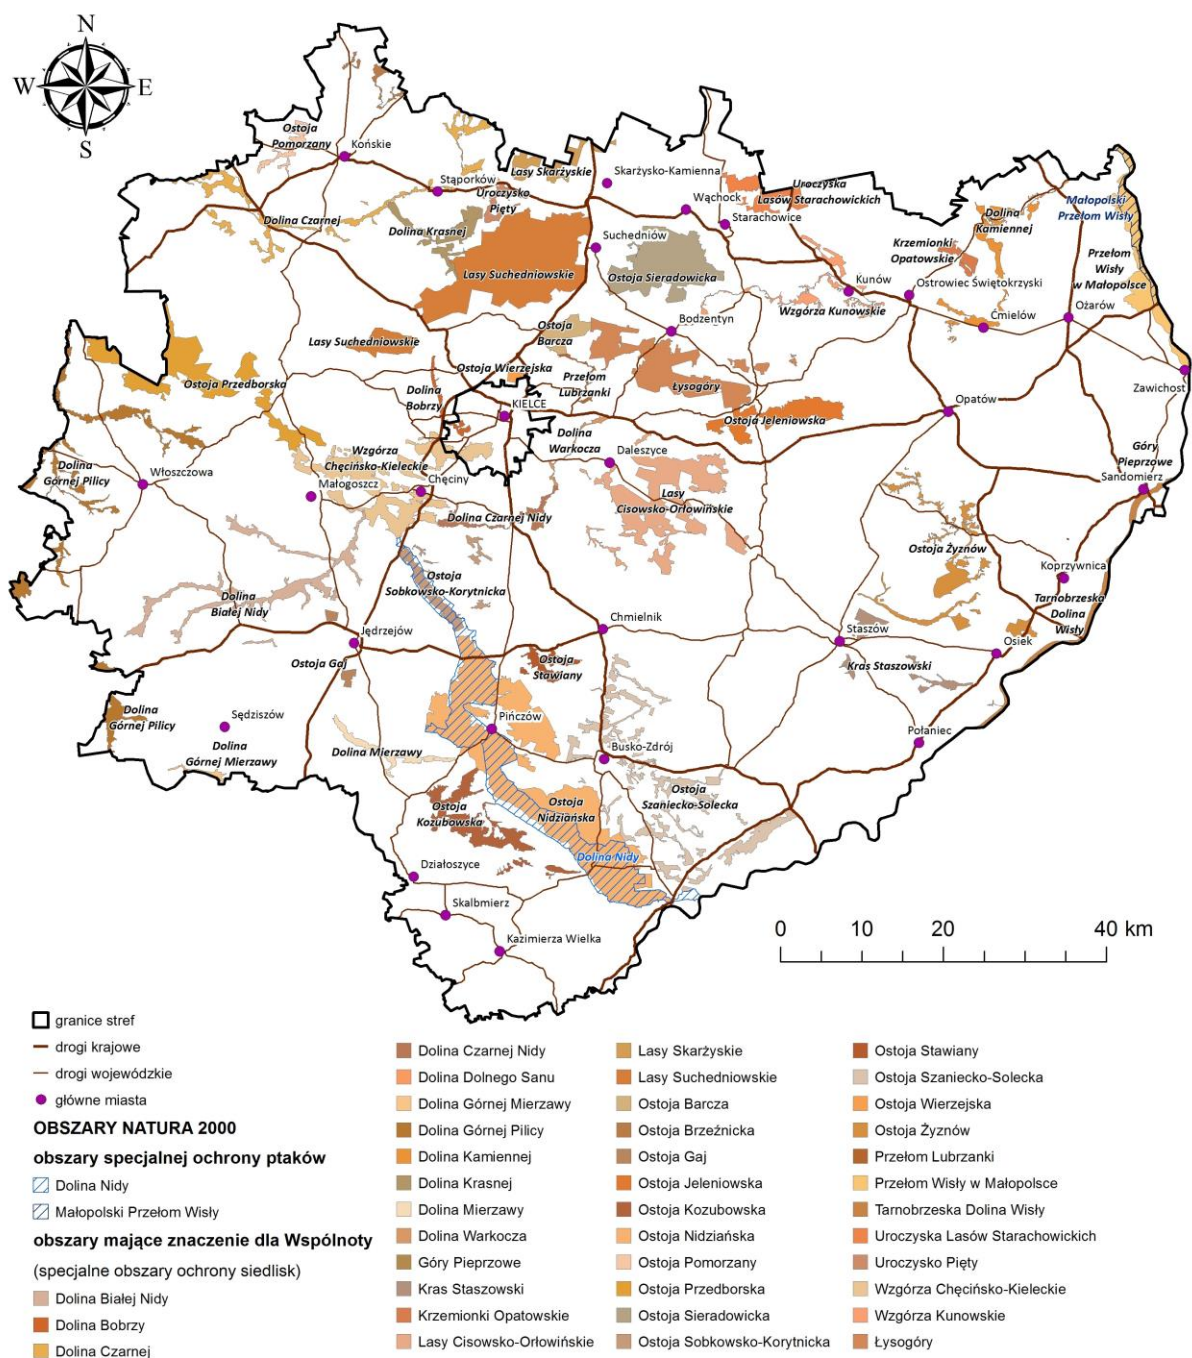 N
W
E
S
Ostoja
Pomorzany
Końskie
Stąporków
Lasy Skarżyskie
Skarżysko-Kamienna
Uroczysko
Pięty
Wąchock
Starachowice
Uroczyska
Lasów Starachowickich
Dolina
Kamiennej
Małopolski
Przełom Wisły
Dolina Czarnej
Dolina Krasnej
Suchedniów
Krzemionki
Opatowskie
Przełom
Wisły
w Małopolsce
Lasy Suchedniowskie
Ostoja Sieradowicka
Kunów
Ostrowiec Świętokrzyski
Wzgórza Kunowskie
Bodzentyn
Ćmielów
Ożarów
Lasy Suchedniowskie
Ostoja
Barcza
Ostoja Wierzejska
Przełom
Lubrzanki
Łysogóry
Ostoja Przedborska
Dolina
Bobrzy
Zawichost
KIELCE
Ostoja Jeleniowska
Opatów
Dolina
Warkocza
Wzgórza
Chęcińsko-Kieleckie
Daleszyce
Góry
Pieprzowe
Sandomierz
Dolina
Górnej Pilicy
Włoszczowa
Małogoszcz
Chęciny
Lasy
Cisowsko-Orłowińskie
Dolina Czarnej Nidy
Ostoja Żyznów
Koprzywnica
Ostoja
Sobkowsko-Korytnicka
Tarnobrzeska
Dolina
Wisły
Dolina
Białej Nidy
Chmielnik
Jędrzejów
Staszów
Osiek
Ostoja Gaj
Ostoja
Stawiany
Kras Staszowski
Dolina
Górnej Pilicy
Sędziszów
Pińczów
Połaniec
Dolina
Górnej Mierzawy
Dolina Mierzawy
Busko-Zdrój
Ostoja
Kozubowska
Ostoja
Nidziańska
Ostoja
Szaniecko-Solecka
Dolina Nidy
Działoszyce
Skalbmierz
Kazimierza Wielka
0 10 20 40 km
granice stref
drogi krajowe
drogi wojewódzkie
główne miasta
OBSZARY NATURA 2000
obszary specjalnej ochrony ptaków
Dolina Nidy
Małopolski Przełom Wisły
obszary mające znaczenie dla Wspólnoty
(specjalne obszary ochrony siedlisk)
Dolina Białej Nidy
Dolina Bobrzy
Dolina Czarnej
Dolina Czarnej Nidy
Dolina Dolnego Sanu
Dolina Górnej Mierzawy
Dolina Górnej Pilicy
Dolina Kamiennej
Dolina Krasnej
Dolina Mierzawy
Dolina Warkocza
Góry Pieprzowe
Kras Staszowski
Krzemionki Opatowskie
Lasy Cisowsko-Orłowińskie
Lasy Skarżyskie
Lasy Suchedniowskie
Ostoja Barcza
Ostoja Brzeźnicka
Ostoja Gaj
Ostoja Jeleniowska
Ostoja Kozubowska
Ostoja Nidziańska
Ostoja Pomorzany
Ostoja Przedborska
Ostoja Sieradowicka
Ostoja Sobkowsko-Korytnicka
Ostoja Stawiany
Ostoja Szaniecko-Solecka
Ostoja Wierzejska
Ostoja Żyznów
Przełom Lubrzanki
Przełom Wisły w Małopolsce
Tarnobrzeska Dolina Wisły
Uroczyska Lasów Starachowickich
Uroczysko Pięty
Wzgórza Chęcińsko-Kieleckie
Wzgórza Kunowskie
Łysogóry